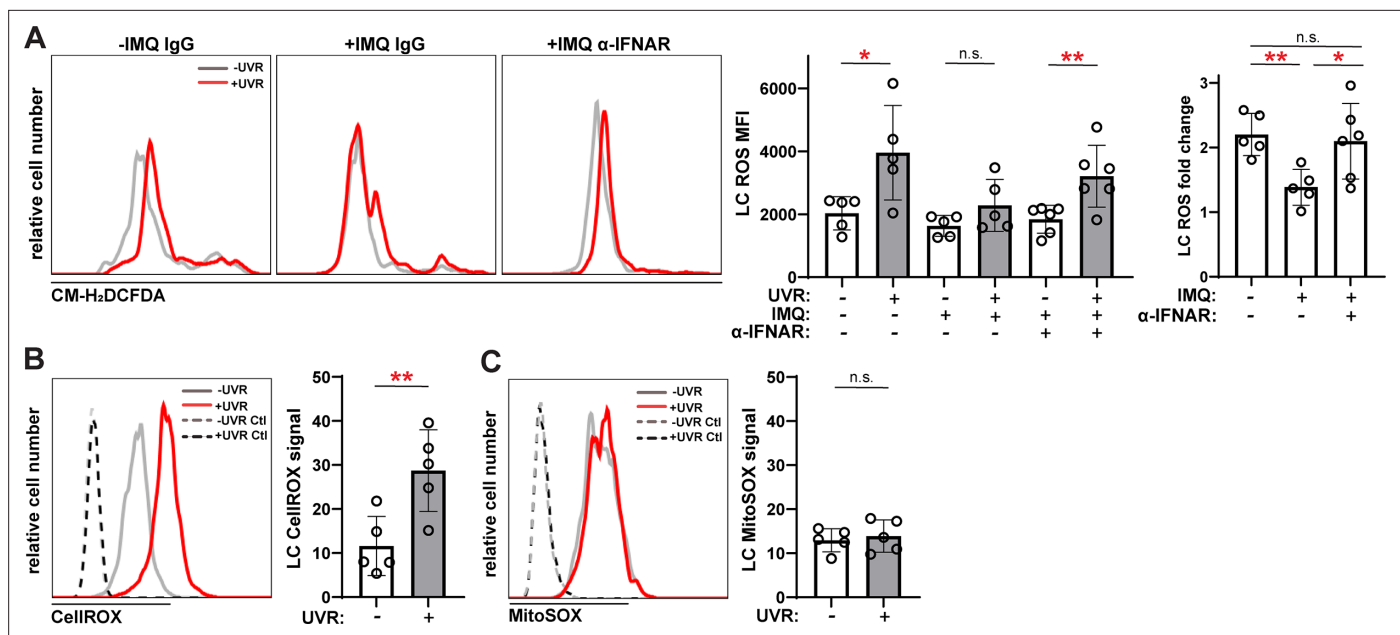 A
-IMQ IgG
+IMQ IgG
+IMQ α-IFNAR
-UVR
+UVR
relative cell number
CM-H₂DCFDA
LC ROS MFI
6000
4000
2000
0
*
n.s.
**
UVR: - + - + - +
IMQ: - - + + + +
α-IFNAR: - - - - + +
LC ROS fold change
3
2
1
0
n.s.
**
*
IMQ: - + +
α-IFNAR: - - +
B
relative cell number
-UVR
+UVR
-UVR Ctl
+UVR Ctl
CellROX
LC CellROX signal
50
40
30
20
10
0
**
UVR: - +
C
relative cell number
-UVR
+UVR
-UVR Ctl
+UVR Ctl
MitoSOX
LC MitoSOX signal
50
40
30
20
10
0
n.s.
UVR: - +